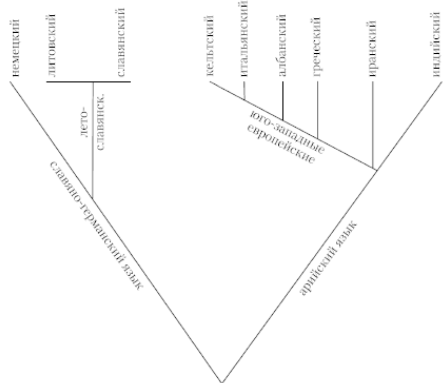 немецкий
литовский
славянский
кельтский
итальянский
албанский
греческий
иранский
индийский
лето-
славянск.
юго-западные
европейские
славяно-германский язык
арийский язык